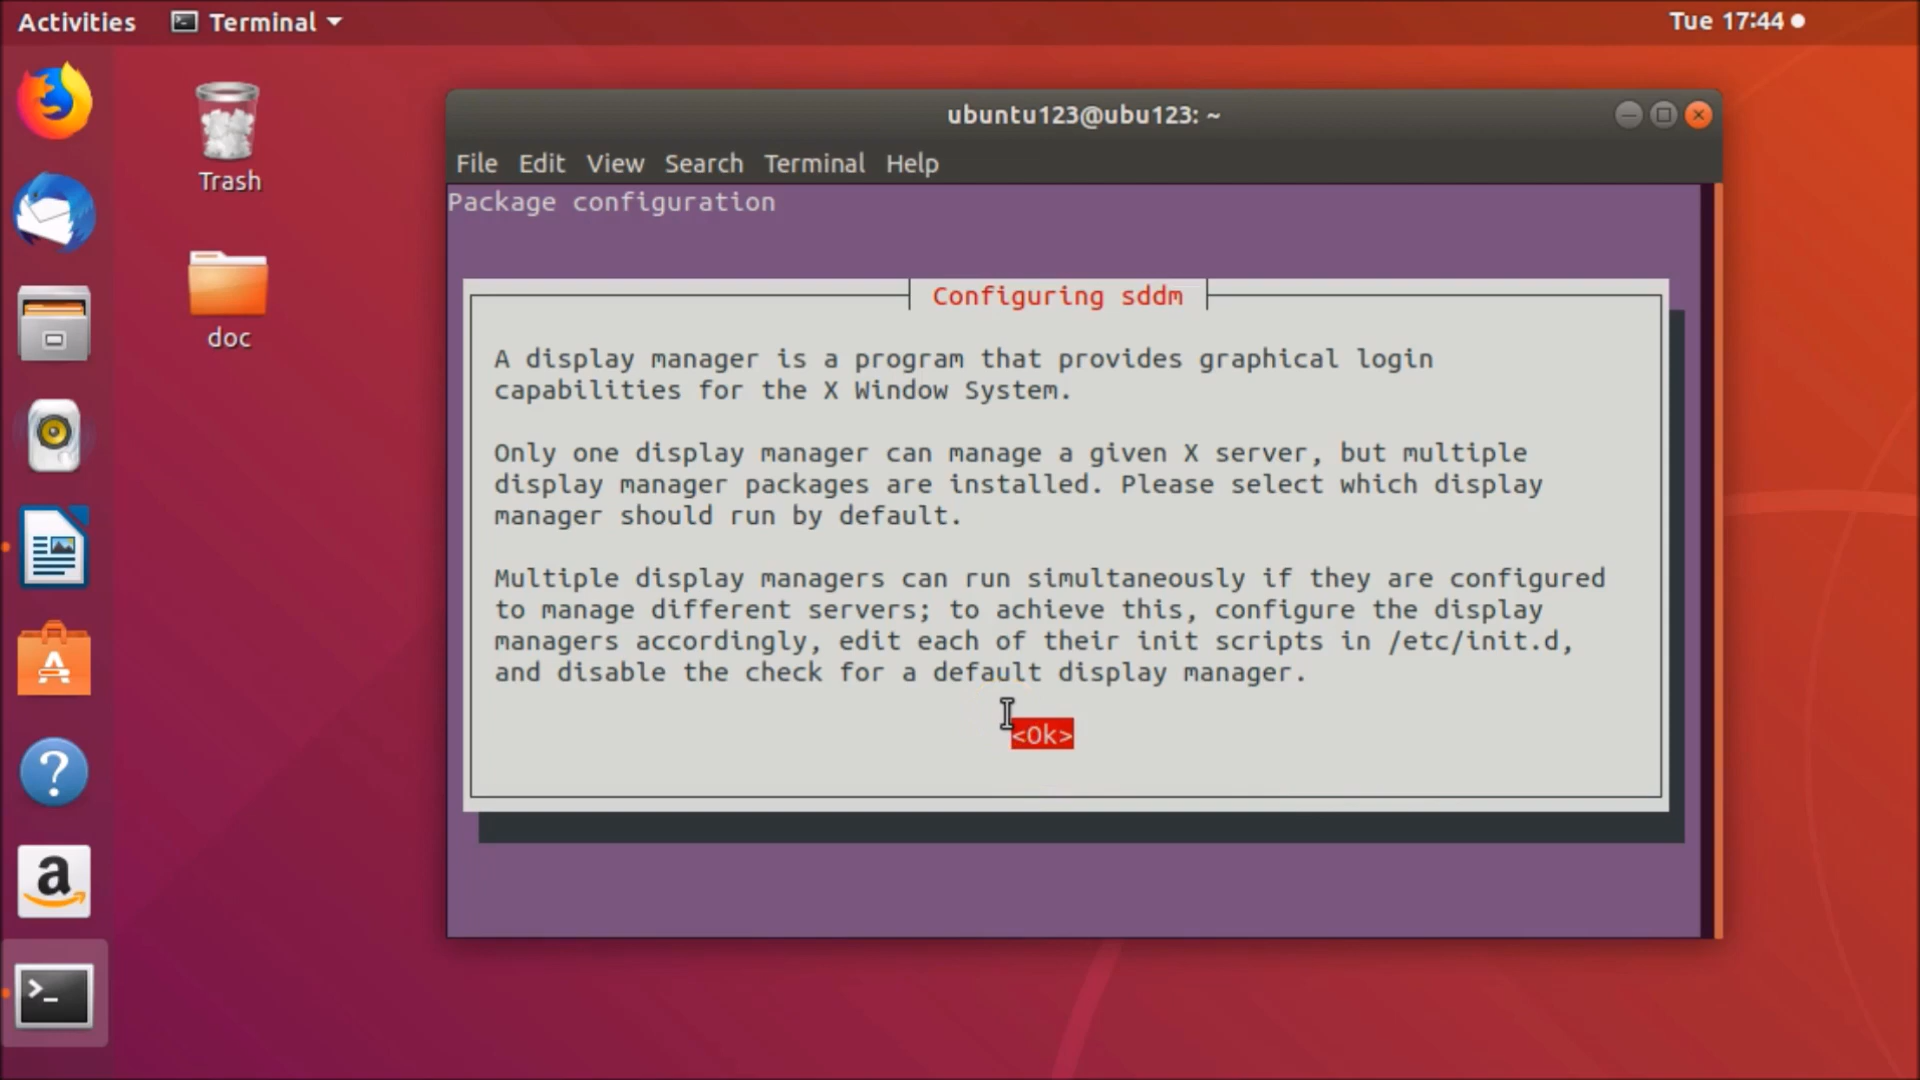 Activities Terminal Tue 17:44
Trash
doc
ubuntu123@ubu123: ~
File Edit View Search Terminal Help
Package configuration
Configuring sddm
A display manager is a program that provides graphical login
capabilities for the X Window System.
Only one display manager can manage a given X server, but multiple
display manager packages are installed. Please select which display
manager should run by default.
Multiple display managers can run simultaneously if they are configured
to manage different servers; to achieve this, configure the display
managers accordingly, edit each of their init scripts in /etc/init.d,
and disable the check for a default display manager.
<Ok>